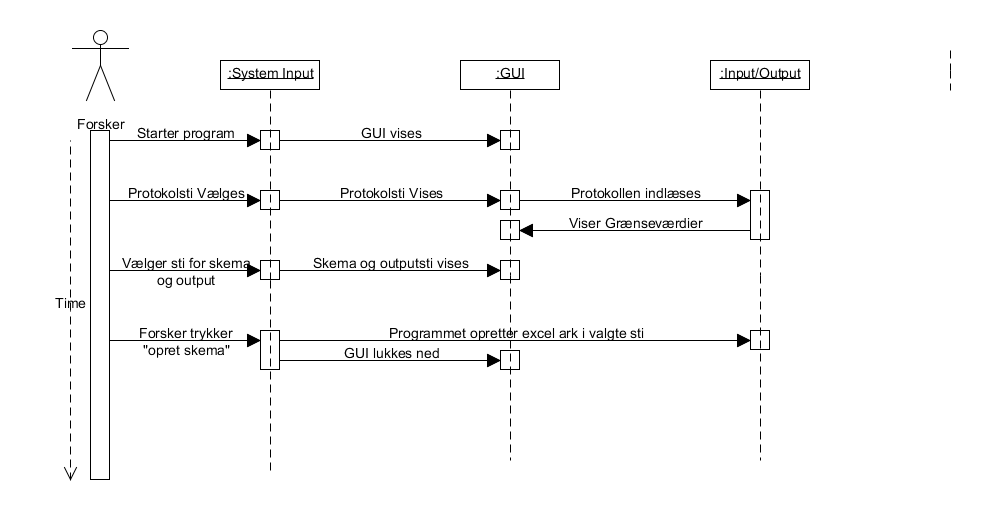 :System Input
:GUI
:Input/Output
Forsker
Starter program
GUI vises
Protokolsti Vælges
Protokolsti Vises
Protokollen indlæses
Viser Grænseværdier
Vælger sti for skema
og output
Skema og outputsti vises
Time
Forsker trykker
"opret skema"
Programmet opretter excel ark i valgte sti
GUI lukkes ned